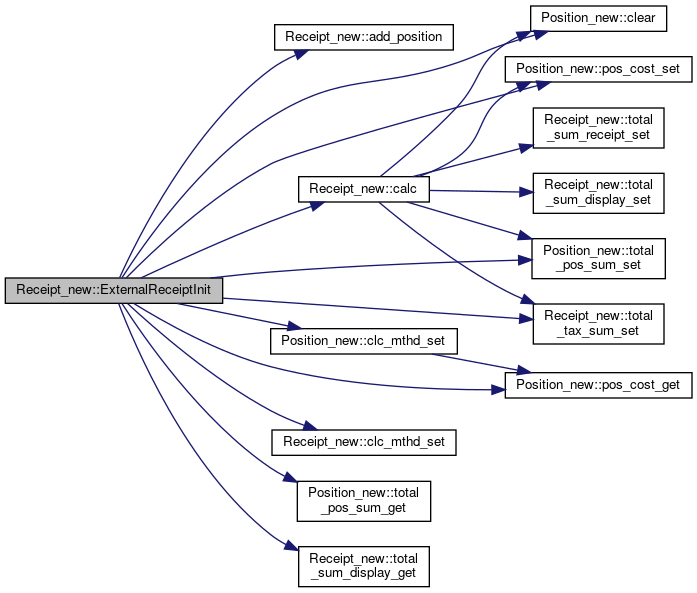 Receipt_new::ExternalReceiptInit
Receipt_new::add_position
Receipt_new::calc
Position_new::clc_mthd_set
Receipt_new::clc_mthd_set
Position_new::total
_pos_sum_get
Receipt_new::total
_sum_display_get
Position_new::clear
Position_new::pos_cost_set
Receipt_new::total
_sum_receipt_set
Receipt_new::total
_sum_display_set
Position_new::total
_pos_sum_set
Receipt_new::total
_tax_sum_set
Position_new::pos_cost_get